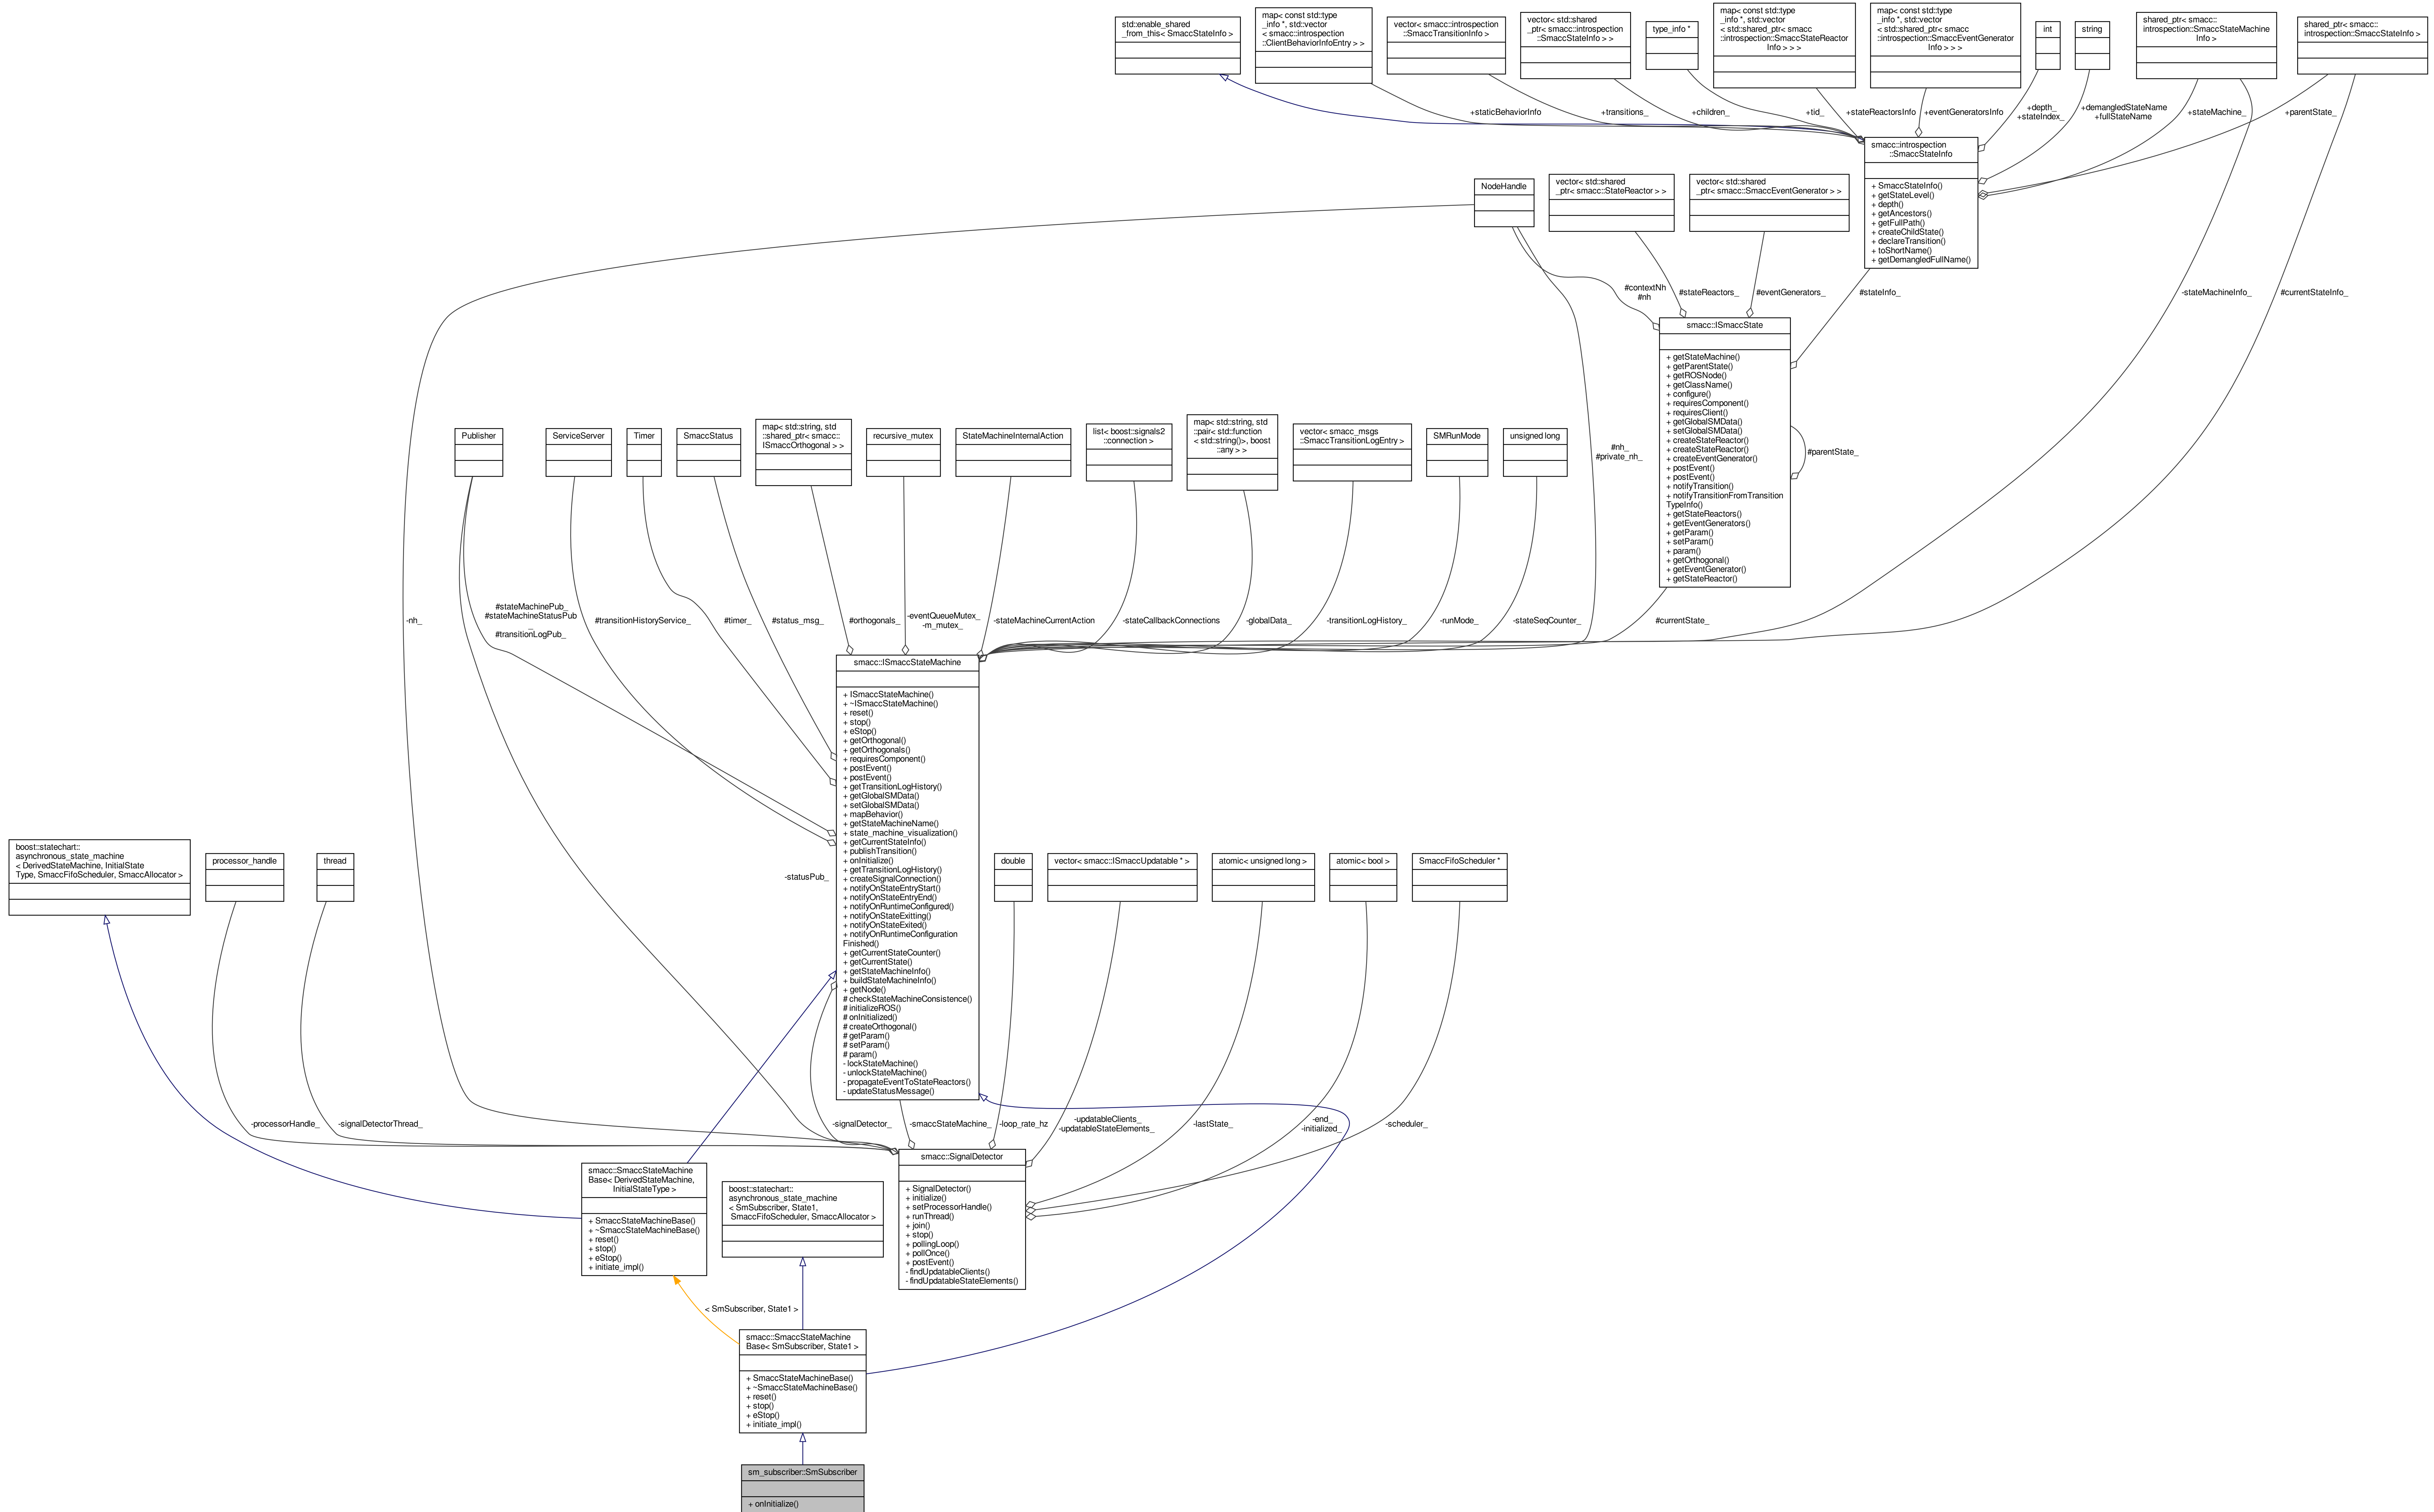 std::enable_shared
_from_this< SmaccStateInfo >
map< const std::type
_info *, std::vector
< smacc::introspection
::ClientBehaviorInfoEntry > >
vector< smacc::introspection
::SmaccTransitionInfo >
vector< std::shared
_ptr< smacc::introspection
::SmaccStateInfo > >
type_info *
map< const std::type
_info *, std::vector
< std::shared_ptr< smacc
::introspection::SmaccStateReactor
Info > > >
map< const std::type
_info *, std::vector
< std::shared_ptr< smacc
::introspection::SmaccEventGenerator
Info > > >
int
string
shared_ptr< smacc::
introspection::SmaccStateMachine
Info >
shared_ptr< smacc::
introspection::SmaccStateInfo >
+staticBehaviorInfo
+transitions_
+children_
+tid_
+stateReactorsInfo
+eventGeneratorsInfo
+depth_
+stateIndex_
+demangledStateName
+fullStateName
+stateMachine_
+parentState_
smacc::introspection
::SmaccStateInfo
+ SmaccStateInfo()
+ getStateLevel()
+ depth()
+ getAncestors()
+ getFullPath()
+ createChildState()
+ declareTransition()
+ toShortName()
+ getDemangledFullName()
NodeHandle
vector< std::shared
_ptr< smacc::StateReactor > >
vector< std::shared
_ptr< smacc::SmaccEventGenerator > >
#contextNh
#nh
#stateReactors_
#eventGenerators_
#stateInfo_
-stateMachineInfo_
#currentStateInfo_
smacc::ISmaccState
+ getStateMachine()
+ getParentState()
+ getROSNode()
+ getClassName()
+ configure()
+ requiresComponent()
+ requiresClient()
+ getGlobalSMData()
+ setGlobalSMData()
+ createStateReactor()
+ createStateReactor()
+ createEventGenerator()
+ postEvent()
+ postEvent()
+ notifyTransition()
+ notifyTransitionFromTransition
TypeInfo()
+ getStateReactors()
+ getEventGenerators()
+ getParam()
+ setParam()
+ param()
+ getOrthogonal()
+ getEventGenerator()
+ getStateReactor()
#parentState_
#nh_
#private_nh_
Publisher
ServiceServer
Timer
SmaccStatus
map< std::string, std
::shared_ptr< smacc::
ISmaccOrthogonal > >
recursive_mutex
StateMachineInternalAction
list< boost::signals2
::connection >
map< std::string, std
::pair< std::function
< std::string()>, boost
::any > >
vector< smacc_msgs
::SmaccTransitionLogEntry >
SMRunMode
unsigned long
-nh_
#stateMachinePub_
#stateMachineStatusPub
_
#transitionLogPub_
#transitionHistoryService_
#timer_
#status_msg_
#orthogonals_
-eventQueueMutex_
-m_mutex_
-stateMachineCurrentAction
-stateCallbackConnections
-globalData_
-transitionLogHistory_
-runMode_
-stateSeqCounter_
#currentState_
smacc::ISmaccStateMachine
+ ISmaccStateMachine()
+ ~ISmaccStateMachine()
+ reset()
+ stop()
+ eStop()
+ getOrthogonal()
+ getOrthogonals()
+ requiresComponent()
+ postEvent()
+ postEvent()
+ getTransitionLogHistory()
+ getGlobalSMData()
+ setGlobalSMData()
+ mapBehavior()
+ getStateMachineName()
+ state_machine_visualization()
+ getCurrentStateInfo()
+ publishTransition()
+ onInitialize()
+ getTransitionLogHistory()
+ createSignalConnection()
+ notifyOnStateEntryStart()
+ notifyOnStateEntryEnd()
+ notifyOnRuntimeConfigured()
+ notifyOnStateExitting()
+ notifyOnStateExited()
+ notifyOnRuntimeConfiguration
Finished()
+ getCurrentStateCounter()
+ getCurrentState()
+ getStateMachineInfo()
+ buildStateMachineInfo()
+ getNode()
# checkStateMachineConsistence()
# initializeROS()
# onInitialized()
# createOrthogonal()
# getParam()
# setParam()
# param()
- lockStateMachine()
- unlockStateMachine()
- propagateEventToStateReactors()
- updateStatusMessage()
boost::statechart::
asynchronous_state_machine
< DerivedStateMachine, InitialState
Type, SmaccFifoScheduler, SmaccAllocator >
processor_handle
thread
-statusPub_
double
vector< smacc::ISmaccUpdatable * >
atomic< unsigned long >
atomic< bool >
SmaccFifoScheduler *
-processorHandle_
-signalDetectorThread_
-signalDetector_
-smaccStateMachine_
-loop_rate_hz
-updatableClients_
-updatableStateElements_
-lastState_
-end_
-initialized_
-scheduler_
smacc::SignalDetector
+ SignalDetector()
+ initialize()
+ setProcessorHandle()
+ runThread()
+ join()
+ stop()
+ pollingLoop()
+ pollOnce()
+ postEvent()
- findUpdatableClients()
- findUpdatableStateElements()
smacc::SmaccStateMachine
Base< DerivedStateMachine,
InitialStateType >
+ SmaccStateMachineBase()
+ ~SmaccStateMachineBase()
+ reset()
+ stop()
+ eStop()
+ initiate_impl()
boost::statechart::
asynchronous_state_machine
< SmSubscriber, State1,
SmaccFifoScheduler, SmaccAllocator >
< SmSubscriber, State1 >
smacc::SmaccStateMachine
Base< SmSubscriber, State1 >
+ SmaccStateMachineBase()
+ ~SmaccStateMachineBase()
+ reset()
+ stop()
+ eStop()
+ initiate_impl()
sm_subscriber::SmSubscriber
+ onInitialize()